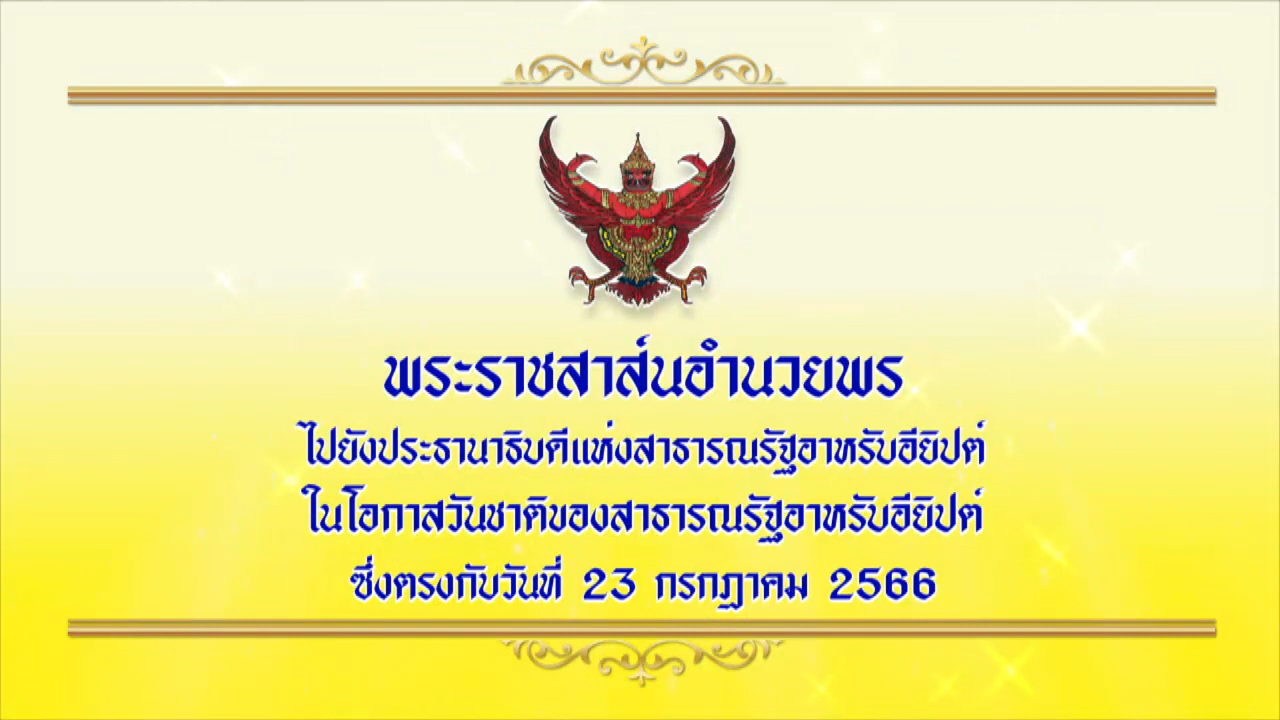 พระราชสาส์นอำนวยพร
ไปยังประธานาธิบดีแห่งสาธารณรัฐอาหรับอียิปต์
ในโอกาสวันชาติของสาธารณรัฐอาหรับอียิปต์
ซึ่งตรงกับวันที่ 23 กรกฎาคม 2566